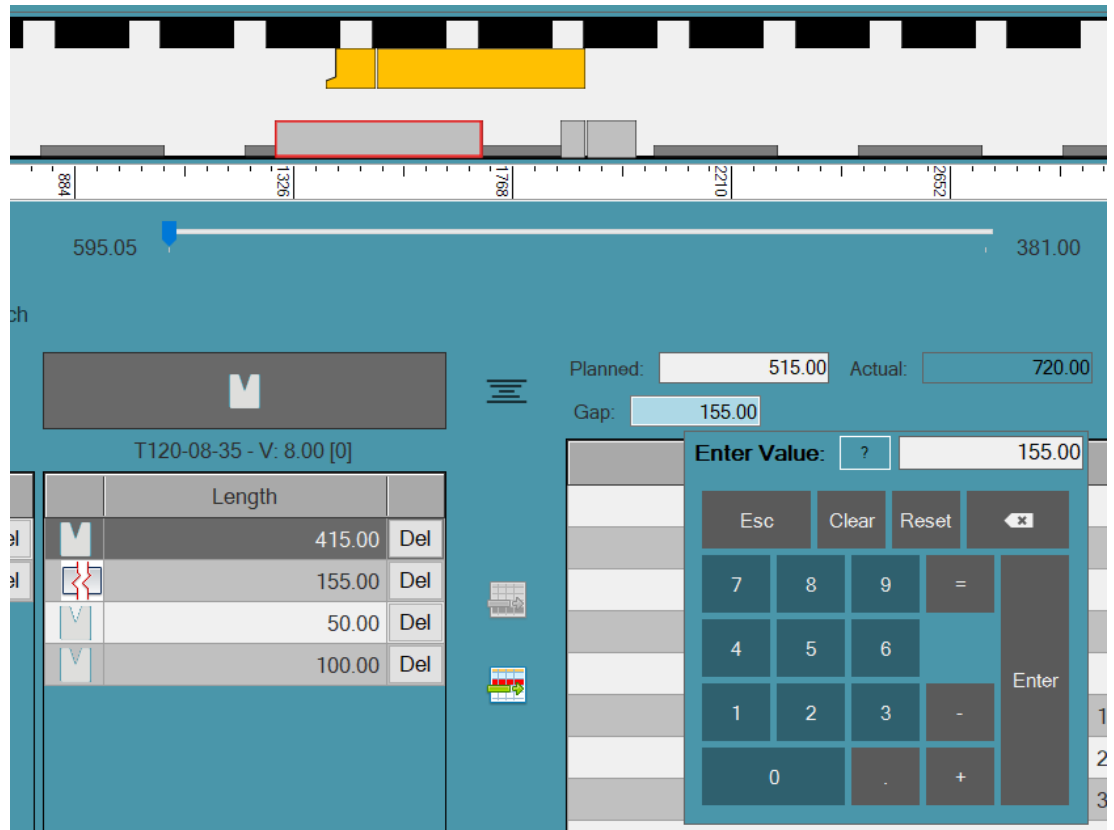 884
1326
1768
2210
2652
595.05
381.00
ch
Planned: 515.00 Actual: 720.00
Gap: 155.00
T120-08-35 - V: 8.00 [0]
Enter Value: ? 155.00
Length
Esc Clear Reset
415.00 Del
155.00 Del
50.00 Del
100.00 Del
7 8 9 =
4 5 6
Enter
1 2 3 -
0 . +
1
2
3